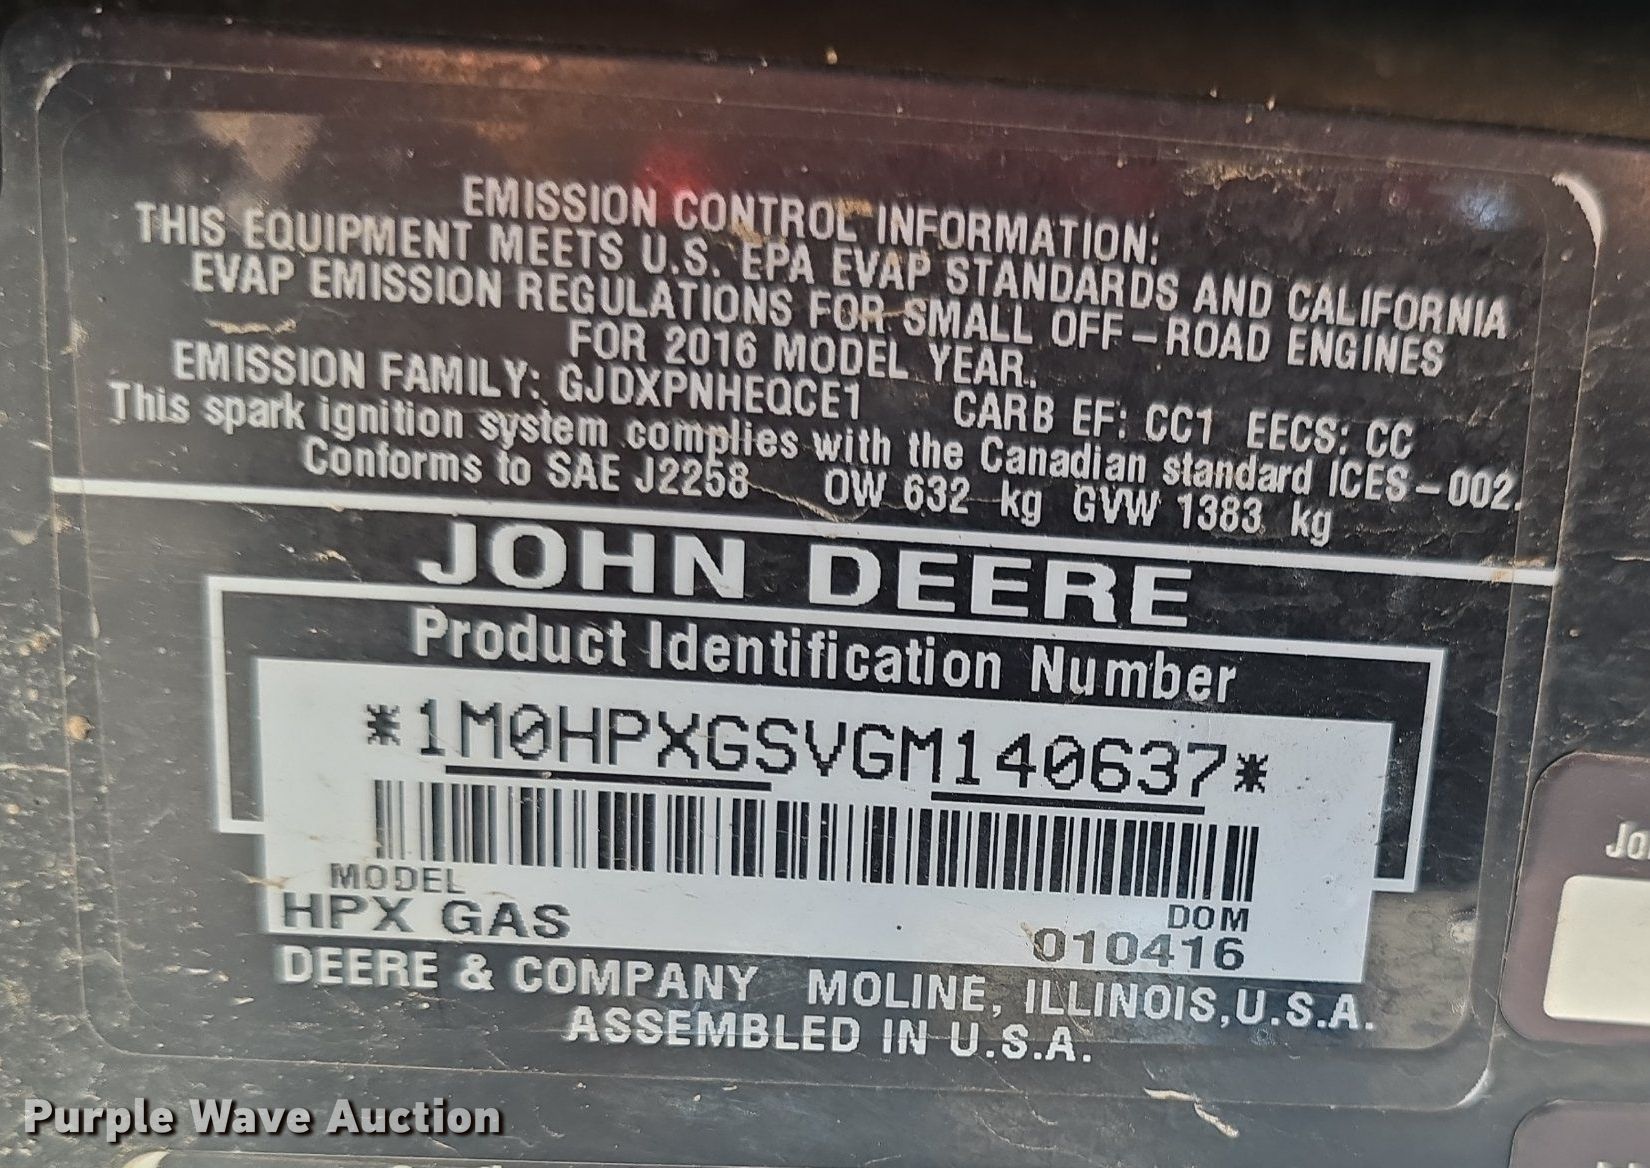 EMISSION CONTROL INFORMATION:
THIS EQUIPMENT MEETS U.S. EPA EVAP STANDARDS AND CALIFORNIA
EVAP EMISSION REGULATIONS FOR SMALL OFF-ROAD ENGINES
FOR 2016 MODEL YEAR.
EMISSION FAMILY: GJDXPNHEQCE1 CARB EF: CC1 EECS: CC
This spark ignition system complies with the Canadian standard ICES-002.
Conforms to SAE J2258 OW 632 kg GVW 1383 kg
JOHN DEERE
Product Identification Number
*1M0HPXGSVGM140637*
MODEL
HPX GAS
DOM
010416
DEERE & COMPANY MOLINE, ILLINOIS, U.S.A.
ASSEMBLED IN U.S.A.
Purple Wave Auction